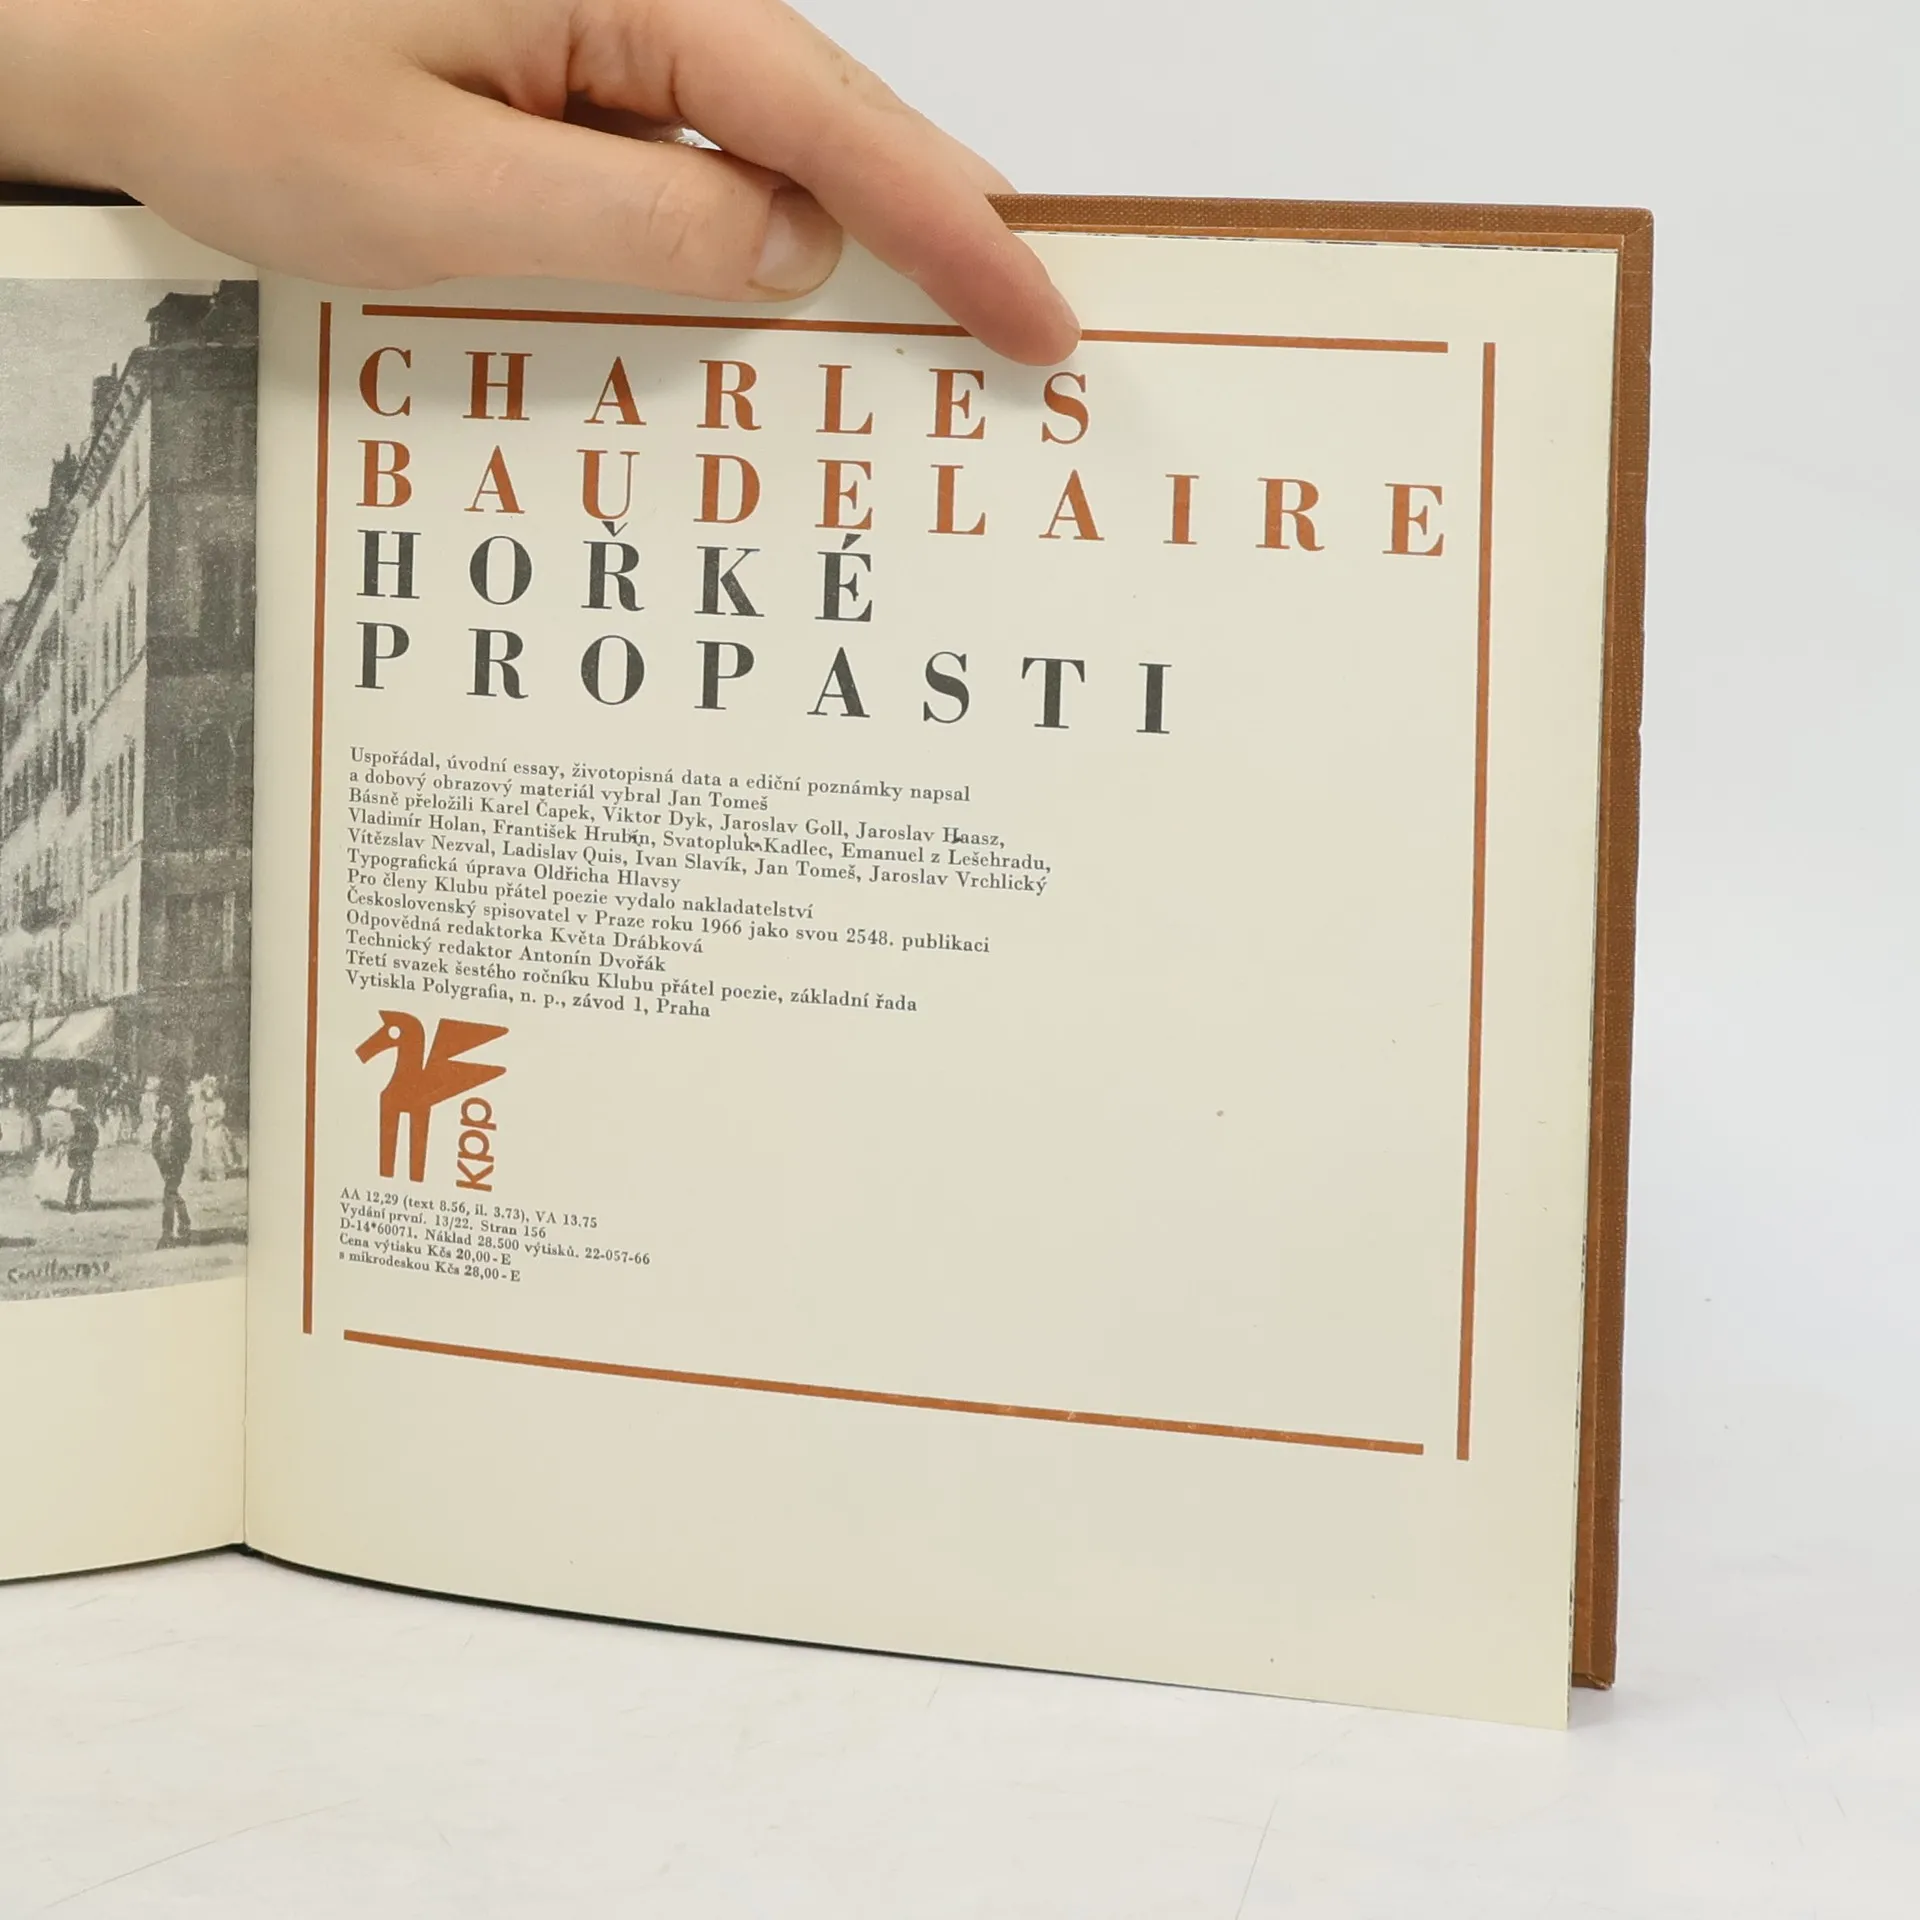 CHARLES
BAUDELAIRE
HOŘKÉ
PROPASTI
Uspořádal, úvodní essay, životopisná data a ediční poznámky napsal
a dobový obrazový materiál vybral Jan Tomeš
Básně přeložili Karel Čapek, Viktor Dyk, Jaroslav Goll, Jaroslav Haasz,
Vladimír Holan, František Hrubín, Svatopluk Kadlec, Emanuel z Lešehradu,
Vítězslav Nezval, Ladislav Quis, Ivan Slavík, Jan Tomeš, Jaroslav Vrchlický
Typografická úprava Oldřicha Hlavsy
Pro členy Klubu přátel poezie vydalo nakladatelství
Československý spisovatel v Praze roku 1966 jako svou 2548. publikaci
Odpovědná redaktorka Květa Drábková
Technický redaktor Antonín Dvořák
Třetí svazek šestého ročníku Klubu přátel poezie, základní řada
Vytiskla Polygrafia, n. p., závod 1, Praha
kpp
AA 12,29 (text 8.56, il. 3.73), VA 13.75
Vydání první. 13/22. Stran 156
D-14*60071. Náklad 28.500 výtisků. 22-057-66
Cena výtisku Kčs 20,00 - E
s mikrodeskou Kčs 28,00 - E